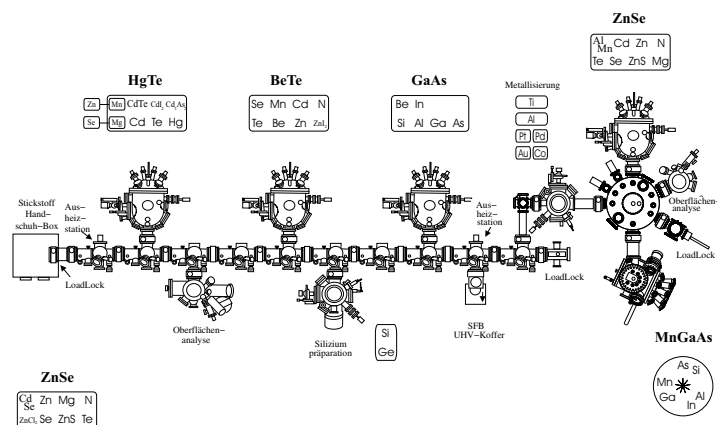 ZnSe
Al Mn Cd Zn N
Te Se ZnS Mg
HgTe
Zn Mn CdTe CdI2 Cd3As2
Se Mg Cd Te Hg
BeTe
Se Mn Cd N
Te Be Zn ZnI2
GaAs
Be In
Si Al Ga As
Metallisierung
Ti
Al
Pt Pd
Au Co
Stickstoff
Hand−
schuh−Box
Aus−
heiz−
station
LoadLock
Oberflächen−
analyse
Silizium
präparation
Si
Ge
Aus−
heiz−
station
SFB
UHV−Koffer
LoadLock
Oberflächen−
analyse
LoadLock
MnGaAs
As Si
Mn
Ga Al
In
ZnSe
Cd Se Zn Mg N
ZnCl2 Se ZnS Te